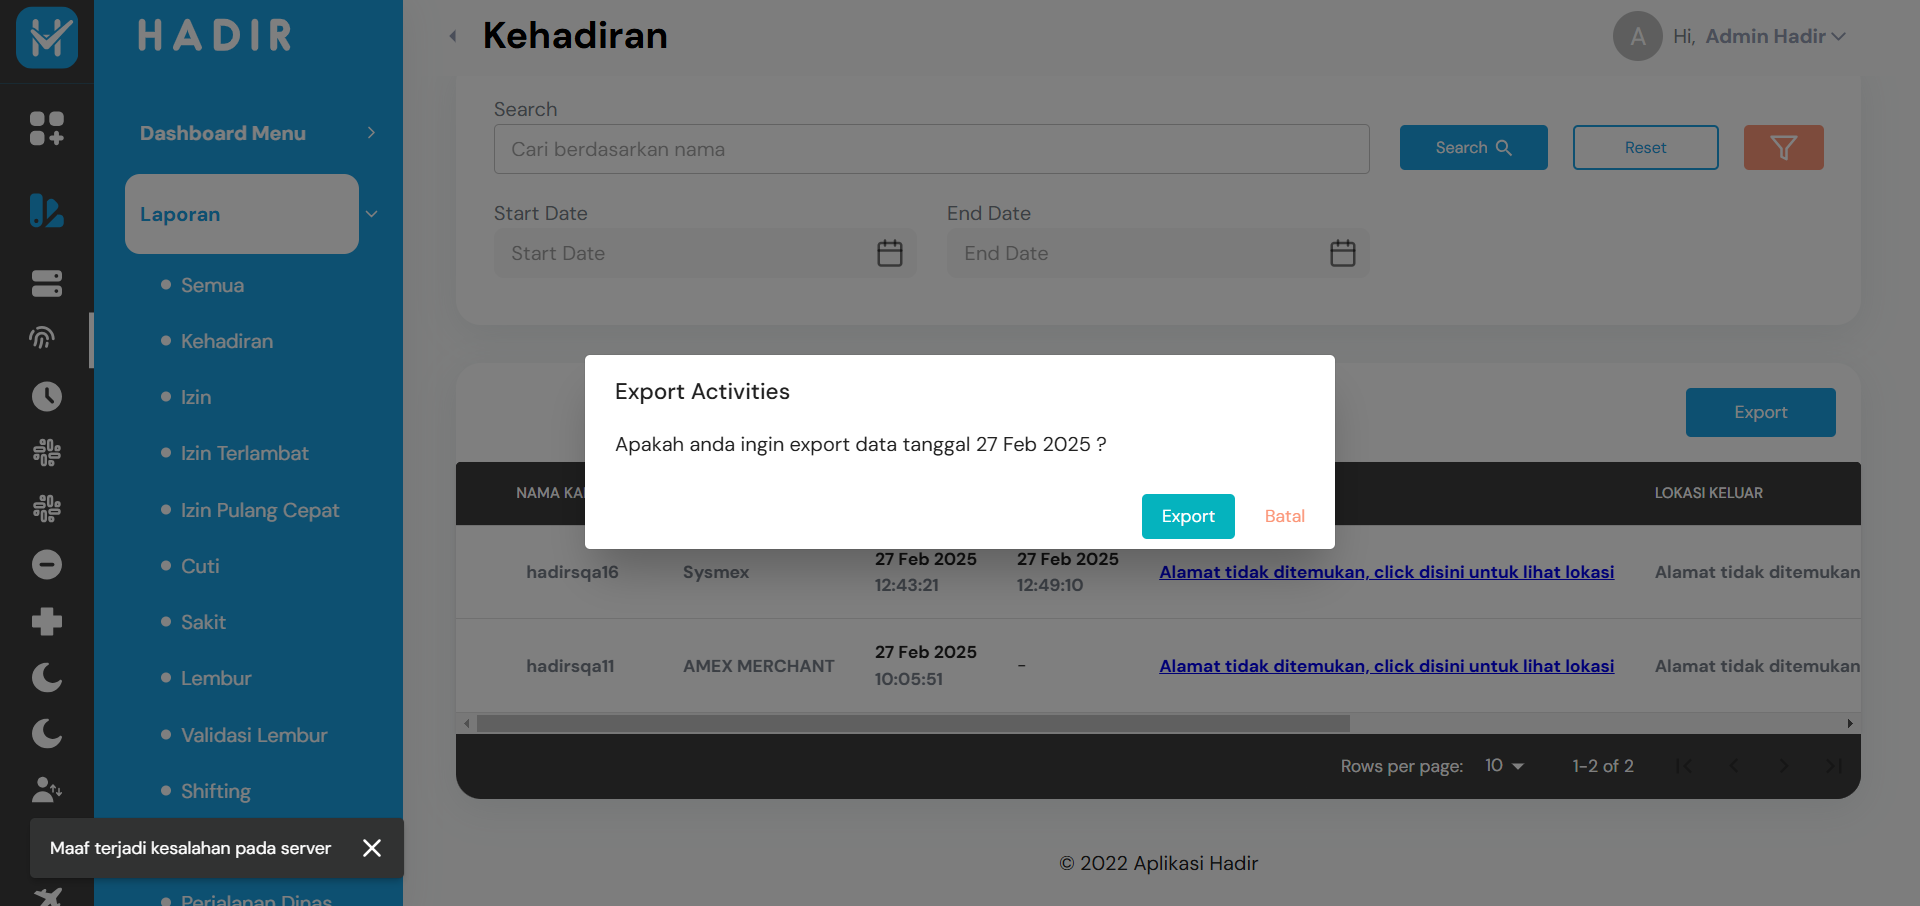 HADIR
Kehadiran
A
Hi, Admin Hadir
Dashboard Menu
Laporan
Semua
Kehadiran
Izin
Izin Terlambat
Izin Pulang Cepat
Cuti
Sakit
Lembur
Validasi Lembur
Shifting
Perjalanan Dinas
Search
Cari berdasarkan nama
Search
Reset
Start Date
End Date
Start Date
End Date
Export
Export Activities
Apakah anda ingin export data tanggal 27 Feb 2025 ?
Export
Batal
NAMA KA
LOKASI KELUAR
hadirsqa16
Sysmex
27 Feb 2025
12:43:21
27 Feb 2025
12:49:10
Alamat tidak ditemukan, click disini untuk lihat lokasi
Alamat tidak ditemukan
hadirsqa11
AMEX MERCHANT
27 Feb 2025
10:05:51
-
Alamat tidak ditemukan, click disini untuk lihat lokasi
Alamat tidak ditemukan
Rows per page: 10
1-2 of 2
Maaf terjadi kesalahan pada server
© 2022 Aplikasi Hadir